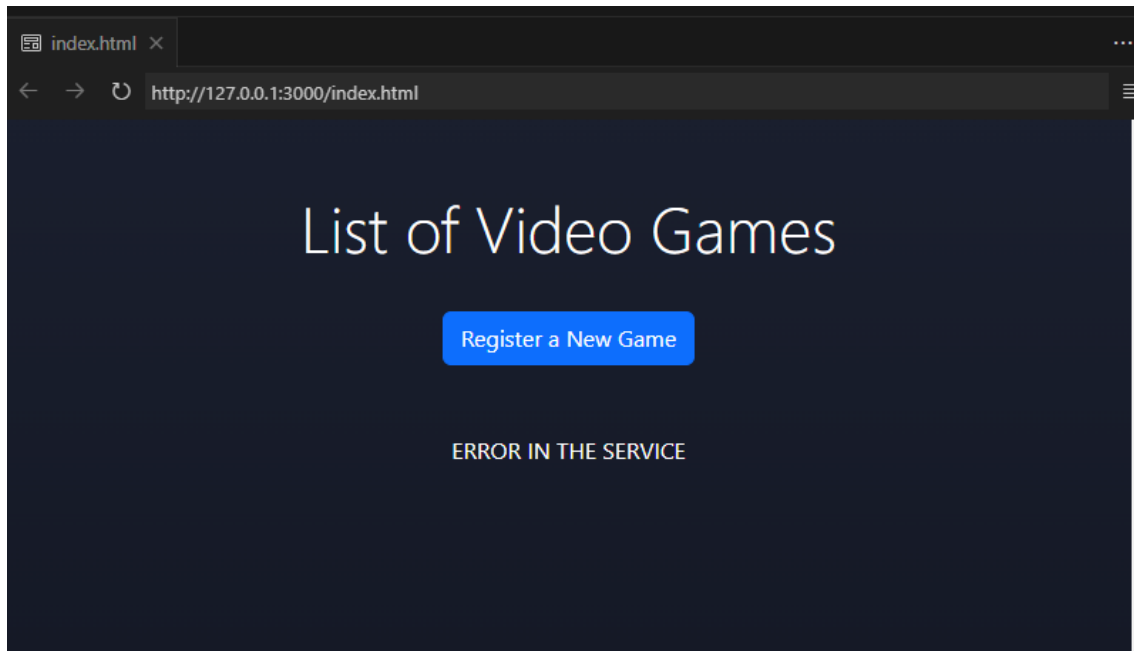 index.html
http://127.0.0.1:3000/index.html
List of Video Games
Register a New Game
ERROR IN THE SERVICE